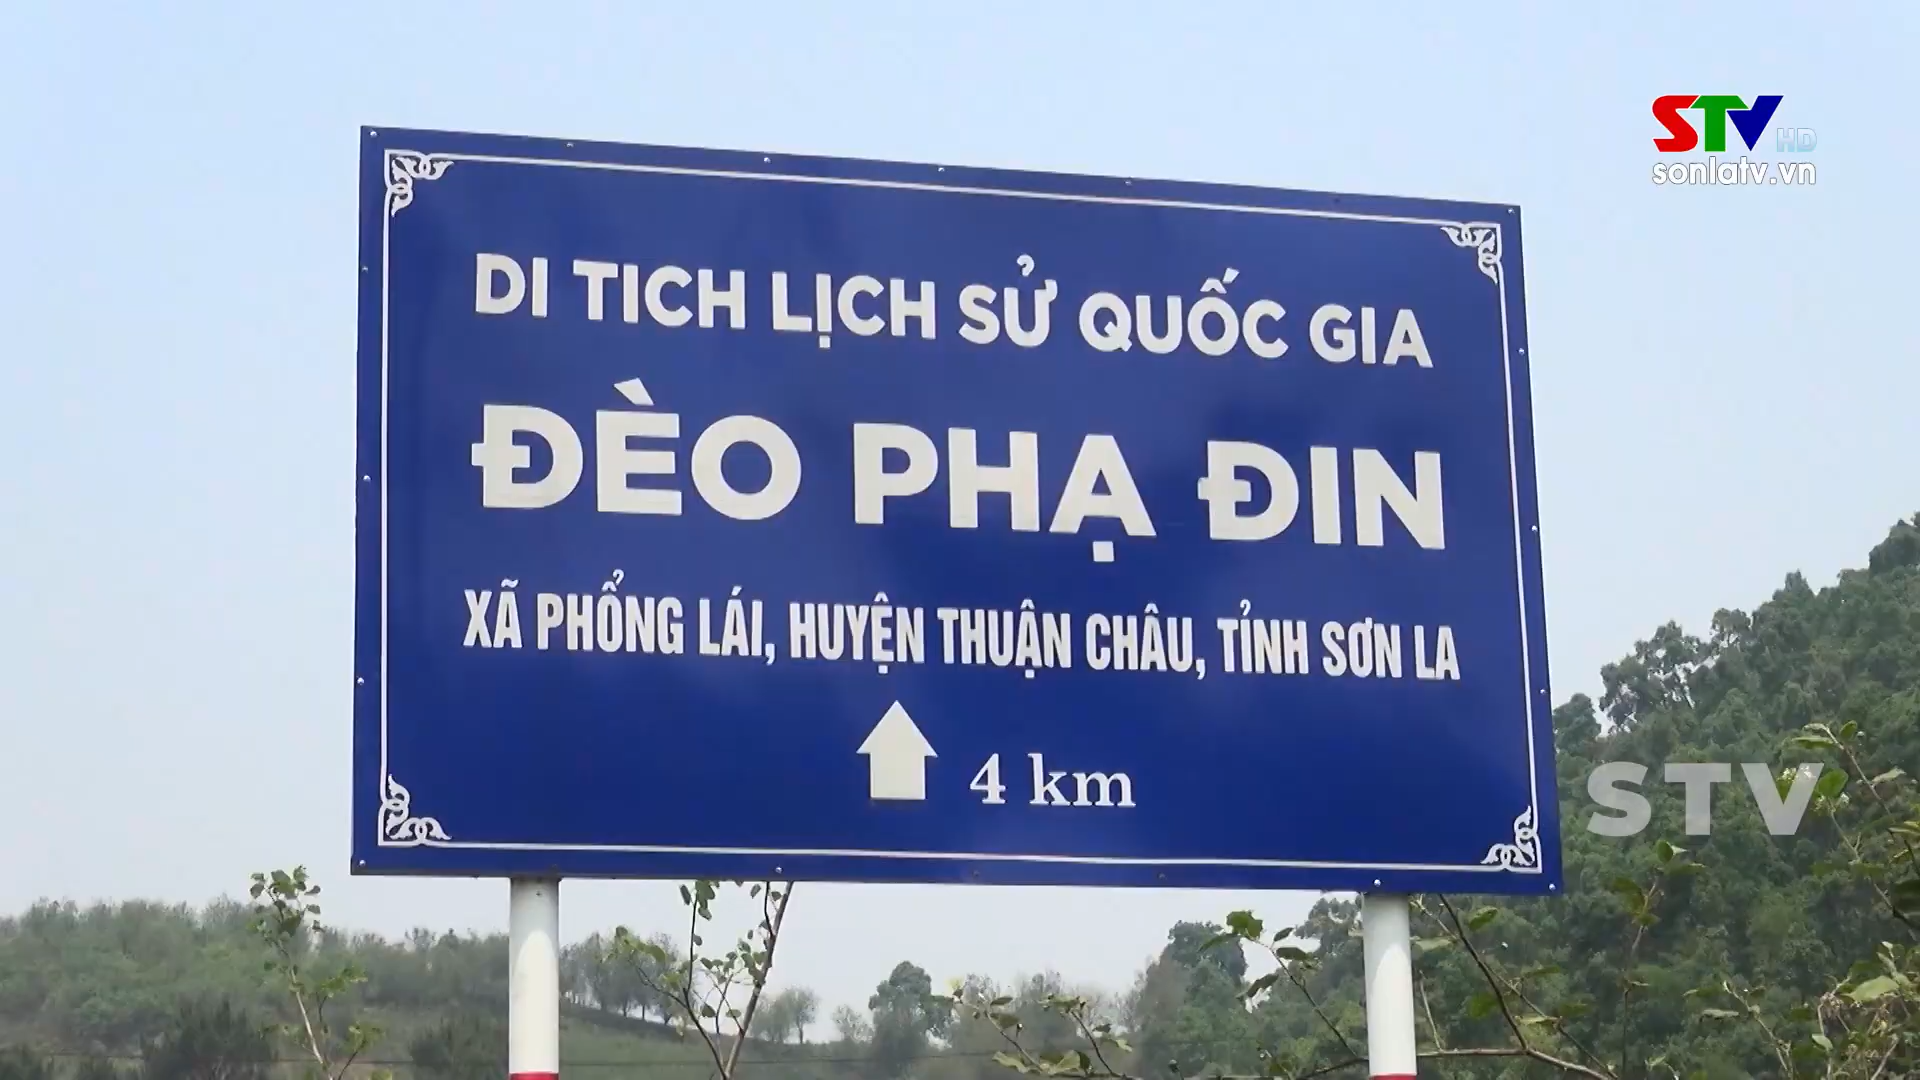 STV HD
sonlatv.vn
DI TICH LỊCH SỬ QUỐC GIA
ĐÈO PHẠ ĐIN
XÃ PHỔNG LÁI, HUYỆN THUẬN CHÂU, TỈNH SƠN LA
4 km
STV